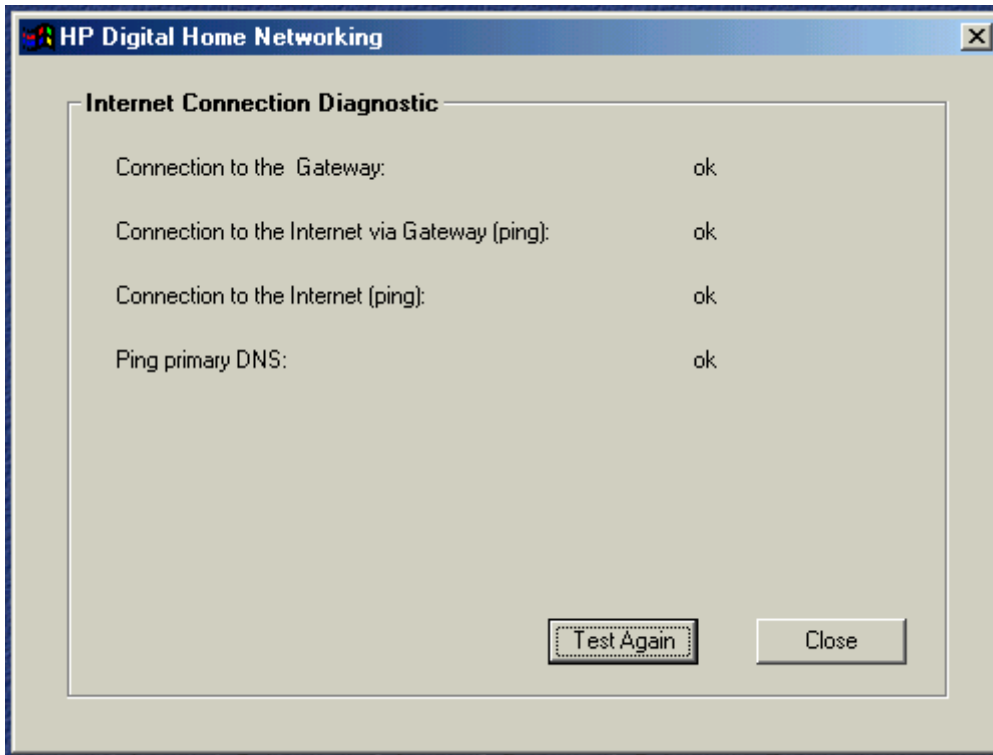 HP Digital Home Networking
Internet Connection Diagnostic
Connection to the  Gateway: ok
Connection to the Internet via Gateway (ping): ok
Connection to the Internet (ping): ok
Ping primary DNS: ok
Test Again Close